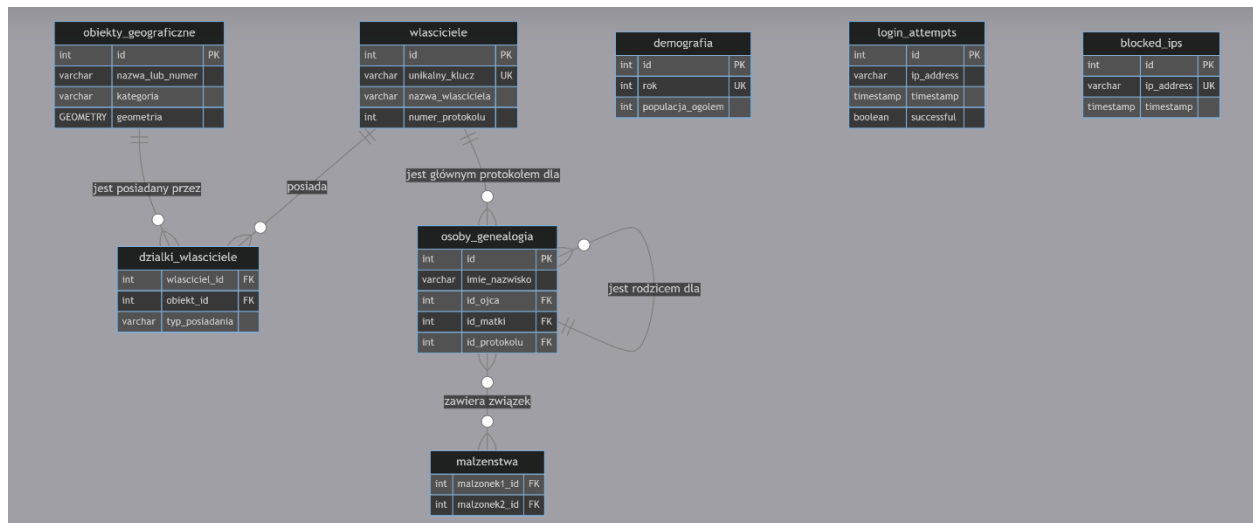 obiekty_geograficzne
int id PK
varchar nazwa_lub_numer
varchar kategoria
GEOMETRY geometria
wlasciciele
int id PK
varchar unikalny_klucz UK
varchar nazwa_wlasciciela
int numer_protokolu
demografia
int id PK
int rok UK
int populacja_ogolem
login_attempts
int id PK
varchar ip_address
timestamp timestamp
boolean successful
blocked_ips
int id PK
varchar ip_address UK
timestamp timestamp
jest posiadany przez
posiada
jest głównym protokołem dla
dzialki_wlasciciele
int wlasciciel_id FK
int obiekt_id FK
varchar typ_posiadania
osoby_genealogia
int id PK
varchar imie_nazwisko
int id_ojca FK
int id_matki FK
int id_protokolu FK
jest rodzicem dla
zawiera związek
malzenstwa
int malzonek1_id FK
int malzonek2_id FK